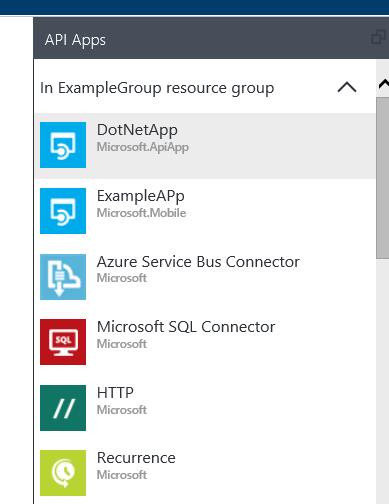 API Apps
In ExampleGroup resource group
DotNetApp
Microsoft.ApiApp
ExampleAPp
Microsoft.Mobile
Azure Service Bus Connector
Microsoft
SQL
Microsoft SQL Connector
Microsoft
//
HTTP
Microsoft
Recurrence
Microsoft